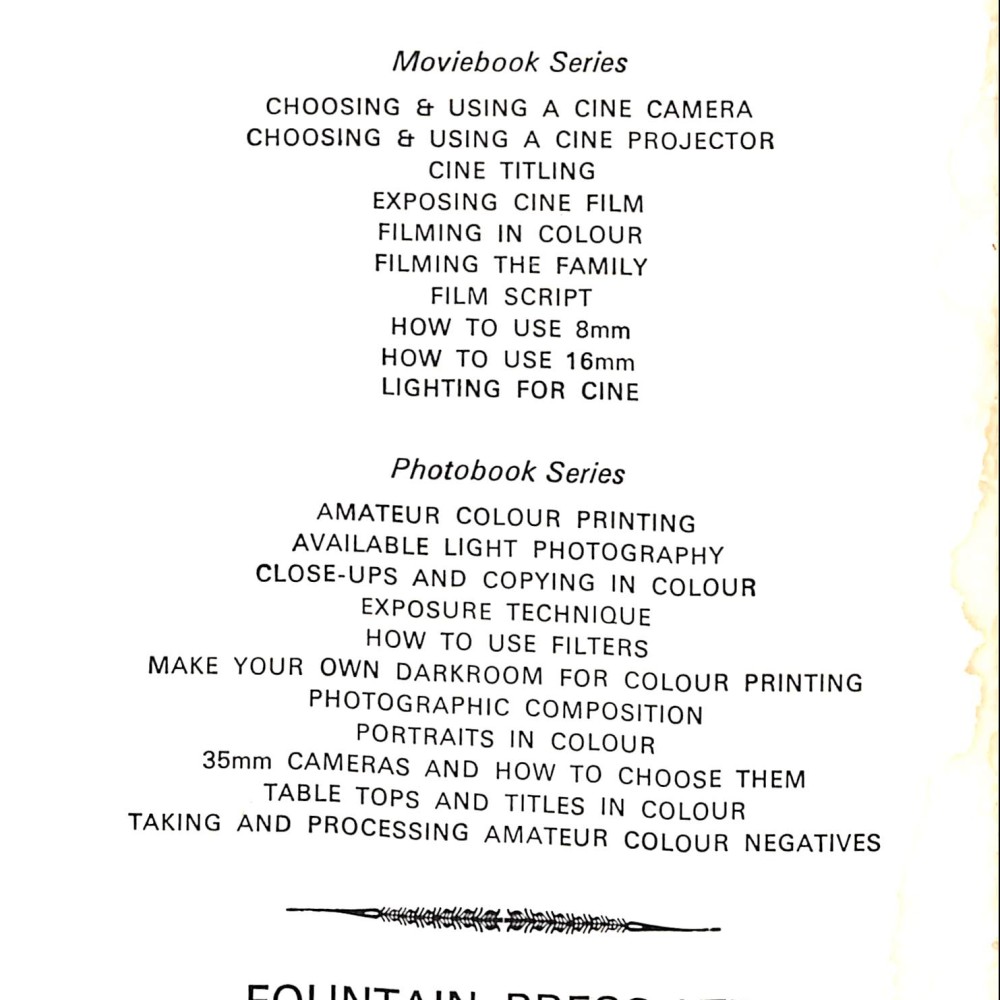 Moviebook Series
CHOOSING & USING A CINE CAMERA
CHOOSING & USING A CINE PROJECTOR
CINE TITLING
EXPOSING CINE FILM
FILMING IN COLOUR
FILMING THE FAMILY
FILM SCRIPT
HOW TO USE 8mm
HOW TO USE 16mm
LIGHTING FOR CINE
Photobook Series
AMATEUR COLOUR PRINTING
AVAILABLE LIGHT PHOTOGRAPHY
CLOSE-UPS AND COPYING IN COLOUR
EXPOSURE TECHNIQUE
HOW TO USE FILTERS
MAKE YOUR OWN DARKROOM FOR COLOUR PRINTING
PHOTOGRAPHIC COMPOSITION
PORTRAITS IN COLOUR
35mm CAMERAS AND HOW TO CHOOSE THEM
TABLE TOPS AND TITLES IN COLOUR
TAKING AND PROCESSING AMATEUR COLOUR NEGATIVES
FOUNTAIN PRESS